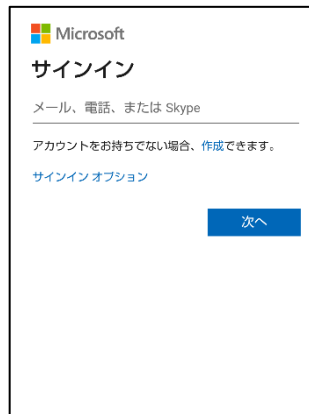 Microsoft
サインイン
メール、電話、または Skype
アカウントをお持ちでない場合、作成できます。
サインイン オプション
次へ